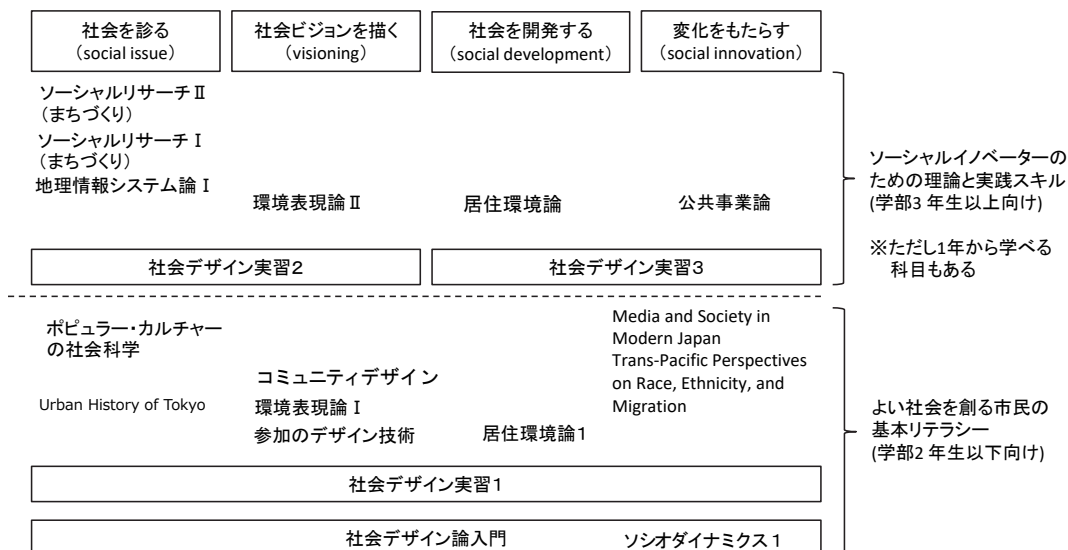 社会を診る
（social issue）
社会ビジョンを描く
（visioning）
社会を開発する
（social development）
変化をもたらす
（social innovation）
ソーシャルリサーチⅡ
（まちづくり）
ソーシャルリサーチⅠ
（まちづくり）
地理情報システム論Ⅰ
環境表現論Ⅱ
居住環境論
公共事業論
社会デザイン実習２
社会デザイン実習３
ソーシャルイノベーターの
ための理論と実践スキル
(学部3 年生以上向け)
※ただし1年から学べる
科目もある
ポピュラー・カルチャー
の社会科学
Urban History of Tokyo
コミュニティデザイン
環境表現論Ⅰ
参加のデザイン技術
居住環境論1
Media and Society in
Modern Japan
Trans-Pacific Perspectives
on Race, Ethnicity, and
Migration
社会デザイン実習１
社会デザイン論入門
ソシオダイナミクス１
よい社会を創る市民の
基本リテラシー
(学部2 年生以下向け)